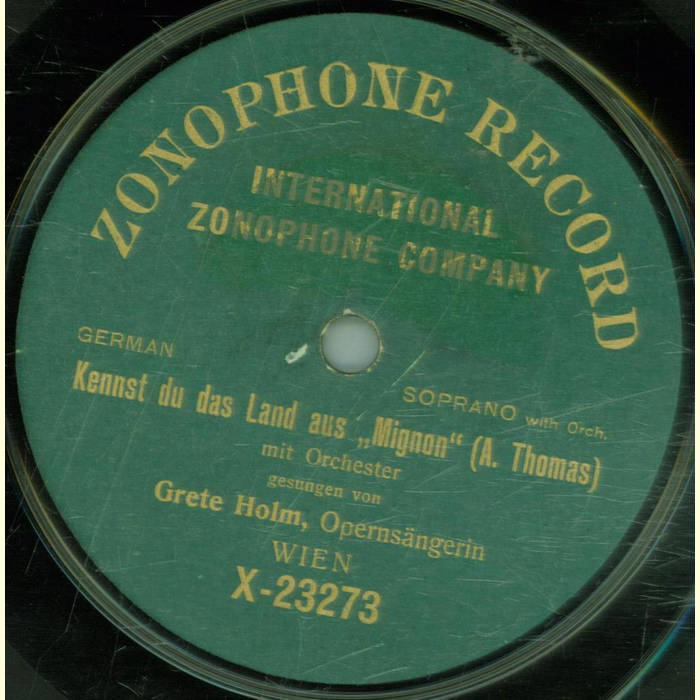 ZONOPHONE RECORD
INTERNATIONAL
ZONOPHONE COMPANY
GERMAN
SOPRANO with Orch.
Kennst du das Land aus „Mignon“ (A. Thomas)
mit Orchester
gesungen von
Grete Holm, Opernsängerin
WIEN
X-23273